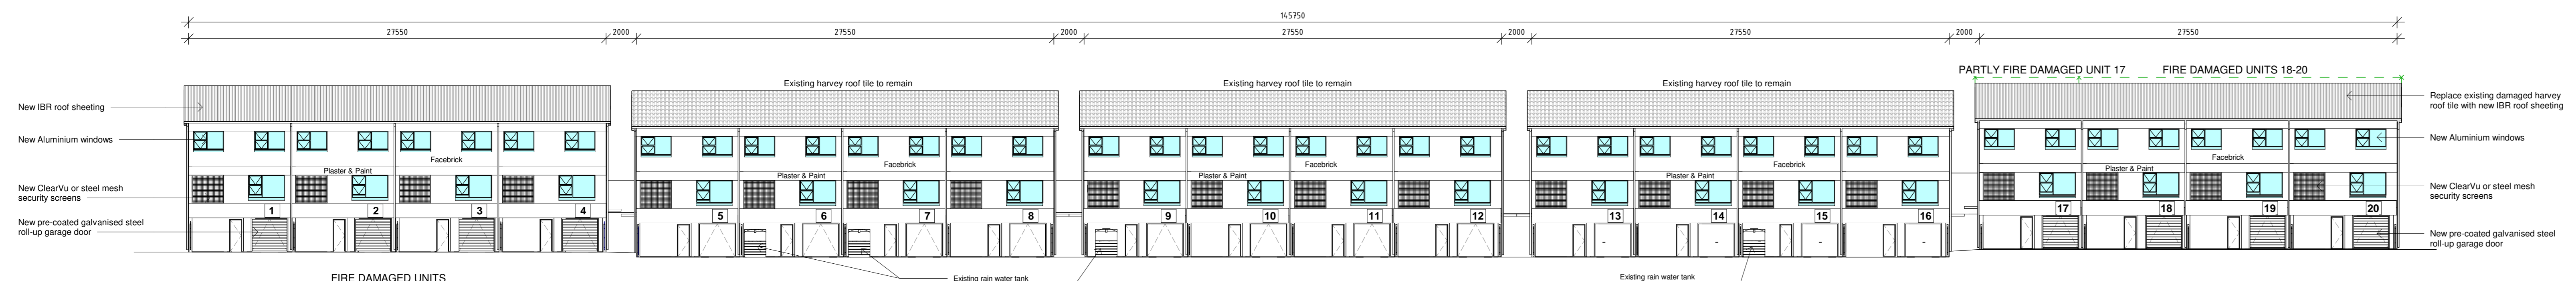 145750
27550 2000 27550 2000 27550 2000 27550 2000 27550
PARTLY FIRE DAMAGED UNIT 17 FIRE DAMAGED UNITS 18-20
Existing harvey roof tile to remain Existing harvey roof tile to remain Existing harvey roof tile to remain
New IBR roof sheeting
Replace existing damaged harvey
roof tile with new IBR roof sheeting
New Aluminium windows
New Aluminium windows
Facebrick Facebrick Facebrick Facebrick Facebrick
Plaster & Paint Plaster & Paint Plaster & Paint Plaster & Paint Plaster & Paint
New ClearVu or steel mesh
security screens
New ClearVu or steel mesh
security screens
1 2 3 4 5 6 7 8 9 10 11 12 13 14 15 16 17 18 19 20
New pre-coated galvanised steel
roll-up garage door
New pre-coated galvanised steel
roll-up garage door
FIRE DAMAGED UNITS
Existing rain water tank
Existing rain water tank